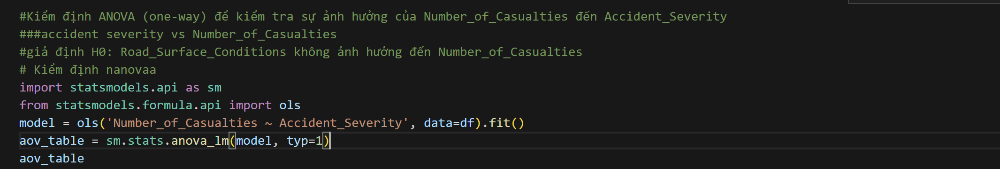 #Kiểm định ANOVA (one-way) để kiểm tra sự ảnh hưởng của Number_of_Casualties đến Accident_Severity
###accident severity vs Number_of_Casualties
#giả định H0: Road_Surface_Conditions không ảnh hưởng đến Number_of_Casualties
# Kiểm định nanovaa
import statsmodels.api as sm
from statsmodels.formula.api import ols
model = ols('Number_of_Casualties ~ Accident_Severity', data=df).fit()
aov_table = sm.stats.anova_lm(model, typ=1)
aov_table